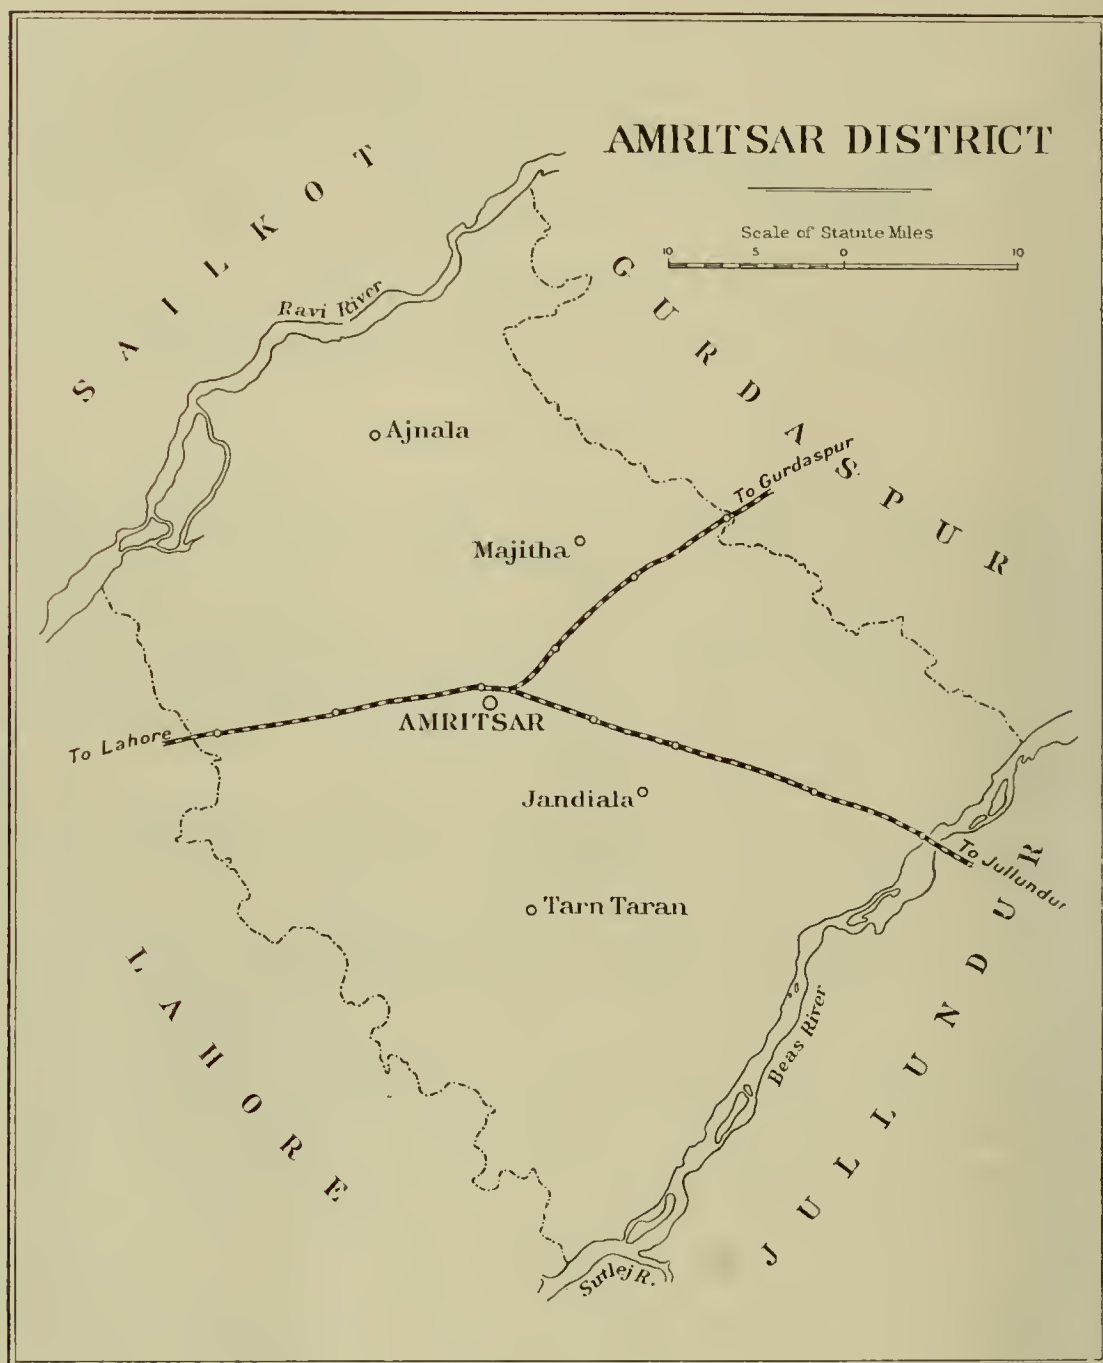 AMRITSAR DISTRICT
Scale of Statute Miles
10 5 0 10
SAILKOT
Ravi River
GURDASPUR
Ajnala
To Gurdaspur
Majitha
AMRITSAR
To Lahore
Jandiala
To Jullundur
Tarn Taran
LAHORE
Beas River
JULLUNDUR
Sutlej R.